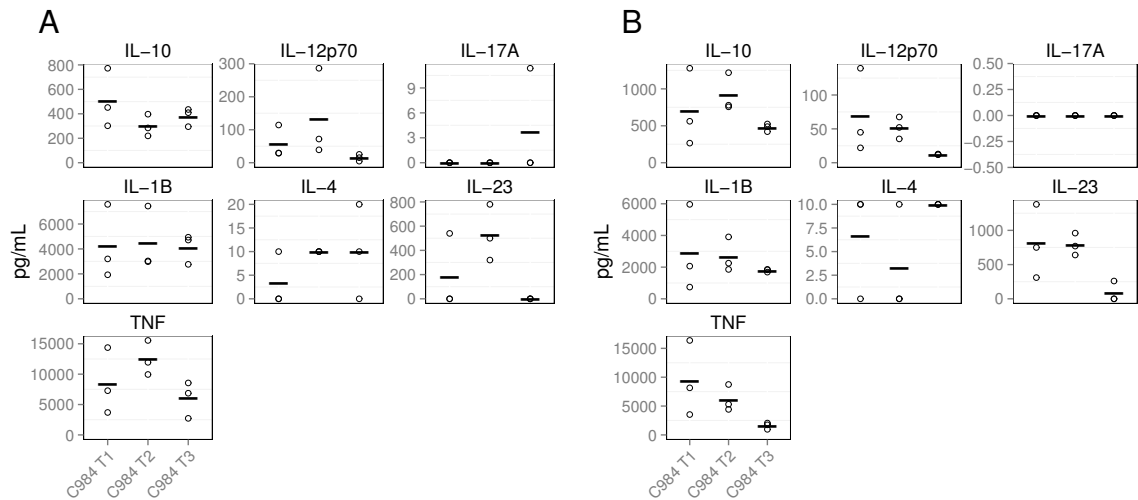 A
B
IL−10
IL−12p70
IL−17A
IL−10
IL−12p70
IL−17A
800
600
400
200
0
300
200
100
0
9
6
3
0
1000
500
0
100
50
0
0.50
0.25
0.00
−0.25
−0.50
IL−1B
IL−4
IL−23
IL−1B
IL−4
IL−23
6000
4000
2000
0
20
15
10
5
0
800
600
400
200
0
6000
4000
2000
0
10.0
7.5
5.0
2.5
0.0
1000
500
0
pg/mL
pg/mL
TNF
TNF
15000
10000
5000
0
15000
10000
5000
0
C984 T1
C984 T2
C984 T3
C984 T1
C984 T2
C984 T3